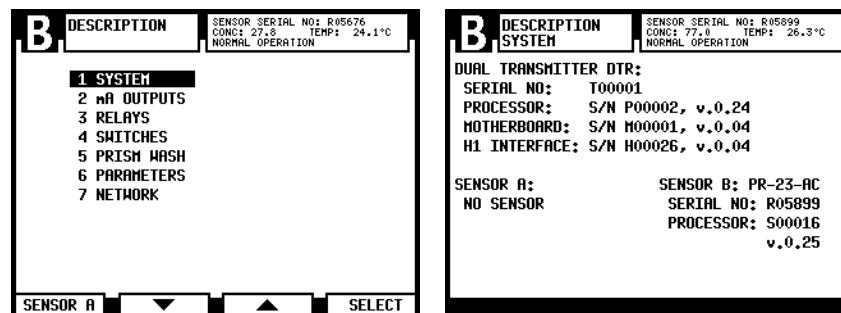 B DESCRIPTION
SENSOR SERIAL NO: R05676
CONC: 27.8 TEMP: 24.1°C
NORMAL OPERATION
1 SYSTEM
2 mA OUTPUTS
3 RELAYS
4 SWITCHES
5 PRISM WASH
6 PARAMETERS
7 NETWORK
SENSOR A SELECT
B DESCRIPTION
SYSTEM
SENSOR SERIAL NO: R05899
CONC: 77.0 TEMP: 26.3°C
NORMAL OPERATION
DUAL TRANSMITTER DTR:
SERIAL NO: T00001
PROCESSOR: S/N P00002, v.0.24
MOTHERBOARD: S/N M00001, v.0.04
H1 INTERFACE: S/N H00026, v.0.04
SENSOR A: SENSOR B: PR-23-AC
NO SENSOR SERIAL NO: R05899
PROCESSOR: S00016
v.0.25